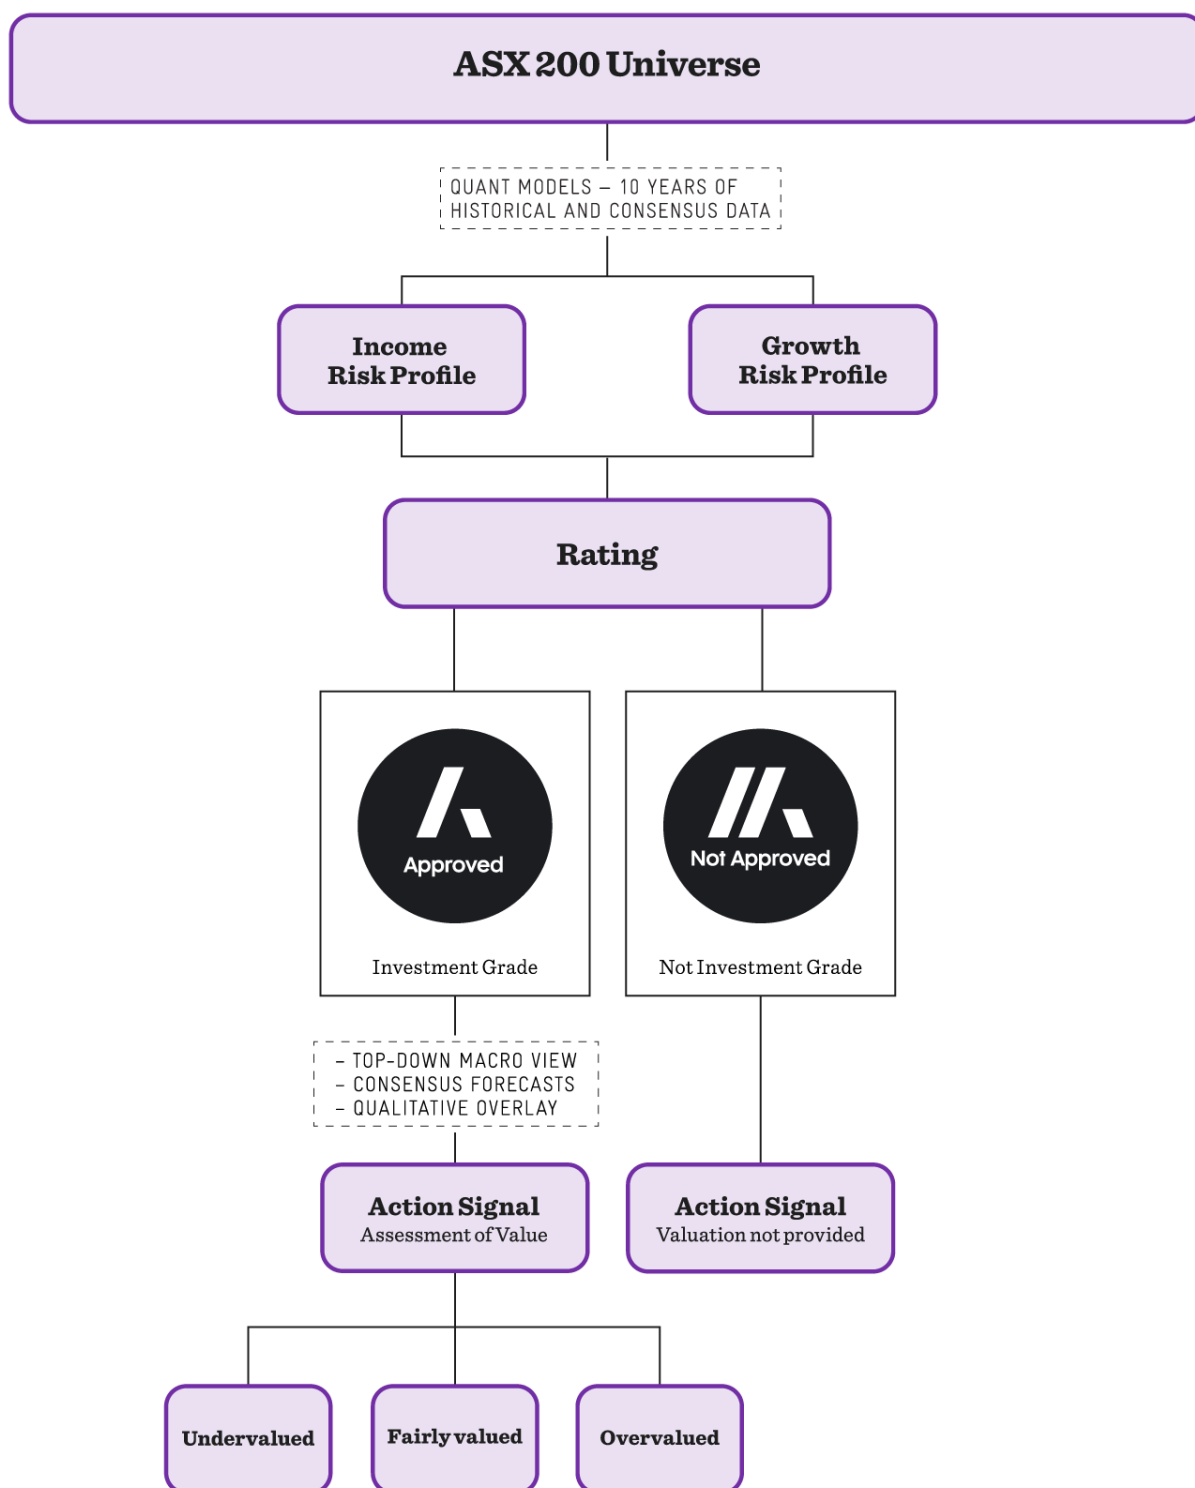 ASX 200 Universe
QUANT MODELS – 10 YEARS OF
HISTORICAL AND CONSENSUS DATA
Income
Risk Profile
Growth
Risk Profile
Rating
Approved
Investment Grade
Not Approved
Not Investment Grade
– TOP-DOWN MACRO VIEW
– CONSENSUS FORECASTS
– QUALITATIVE OVERLAY
Action Signal
Assessment of Value
Action Signal
Valuation not provided
Undervalued
Fairly valued
Overvalued